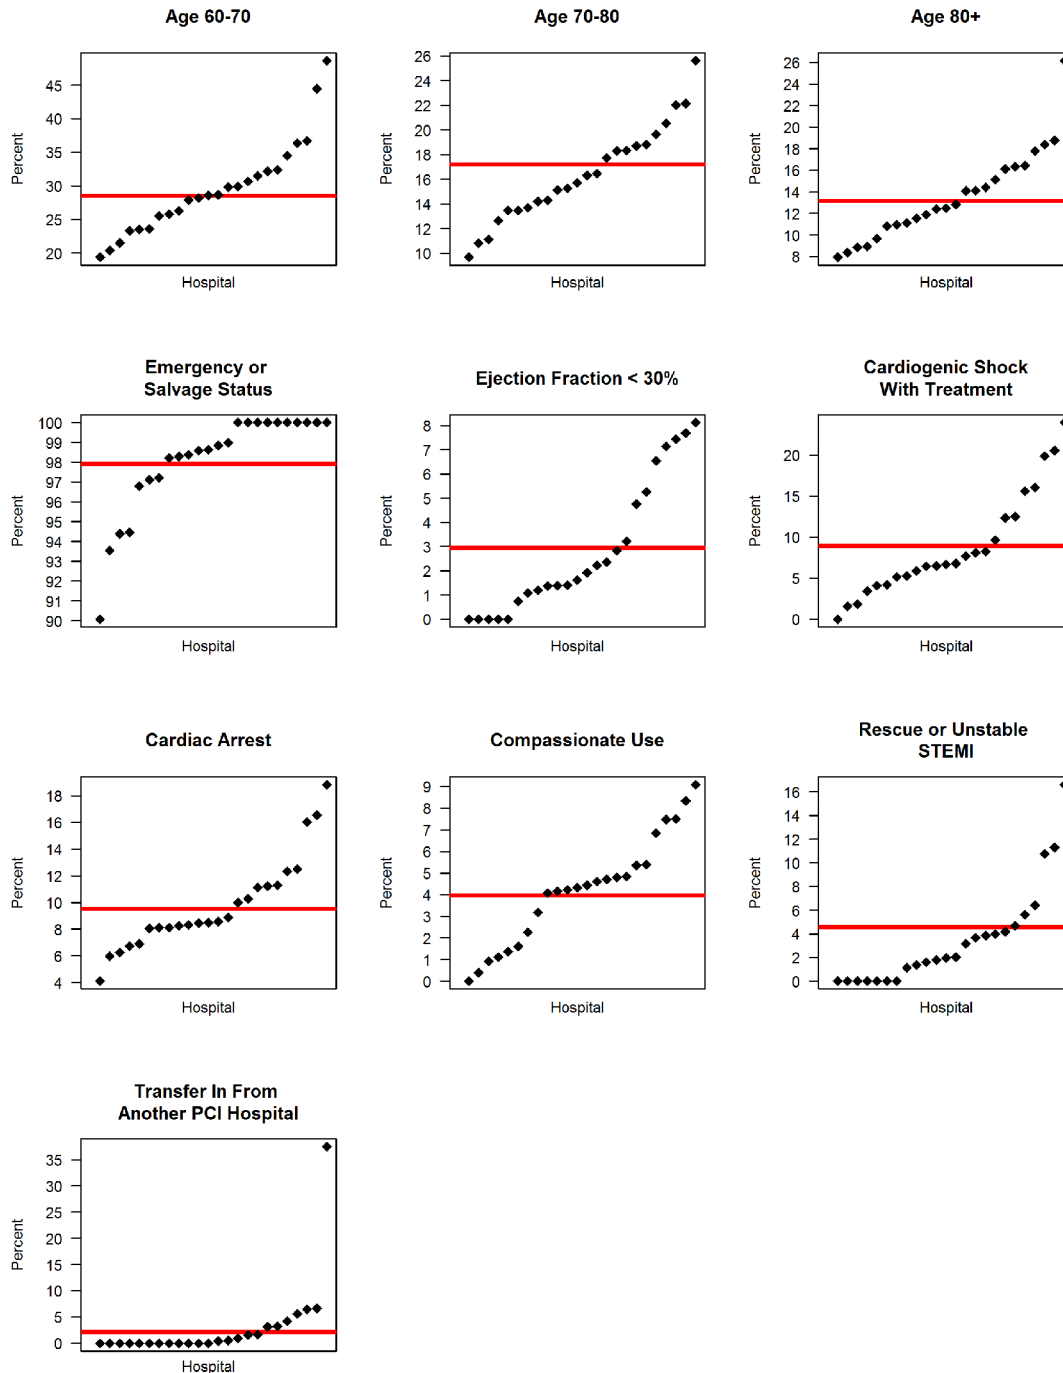 Age 60-70
Age 70-80
Age 80+
Percent
45
40
35
30
25
20
Hospital
Percent
26
24
22
20
18
16
14
12
10
Hospital
Percent
26
24
22
20
18
16
14
12
10
8
Hospital
Emergency or
Salvage Status
Ejection Fraction < 30%
Cardiogenic Shock
With Treatment
Percent
100
99
98
97
96
95
94
93
92
91
90
Hospital
Percent
8
7
6
5
4
3
2
1
0
Hospital
Percent
20
15
10
5
0
Hospital
Cardiac Arrest
Compassionate Use
Rescue or Unstable
STEMI
Percent
18
16
14
12
10
8
6
4
Hospital
Percent
9
8
7
6
5
4
3
2
1
0
Hospital
Percent
16
14
12
10
8
6
4
2
0
Hospital
Transfer In From
Another PCI Hospital
Percent
35
30
25
20
15
10
5
0
Hospital